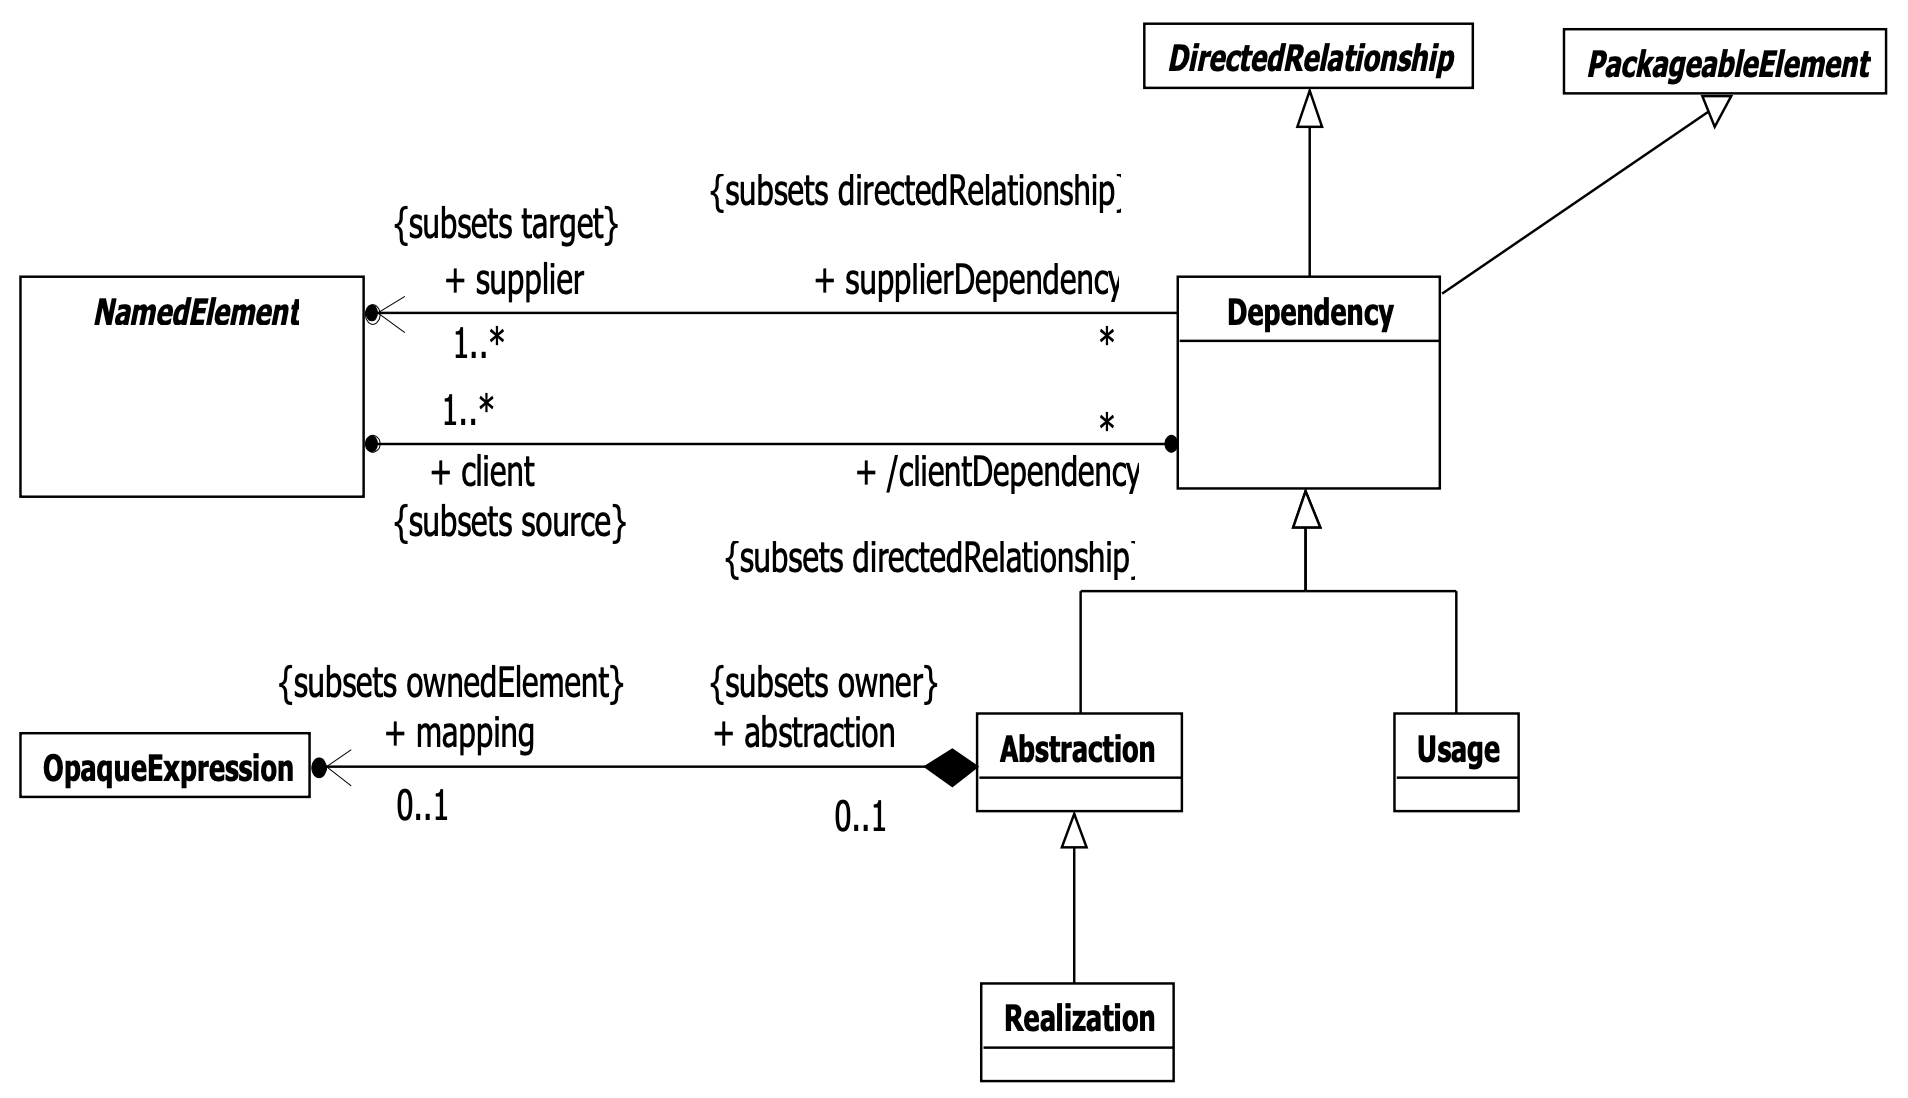 DirectedRelationship
PackageableElement
{subsets directedRelationship}
{subsets target}
+ supplier
+ supplierDependency
NamedElement
Dependency
1..*
*
1..*
*
+ client
+ /clientDependency
{subsets source}
{subsets directedRelationship}
{subsets ownedElement}
{subsets owner}
+ mapping
+ abstraction
Abstraction
Usage
OpaqueExpression
0..1
0..1
Realization